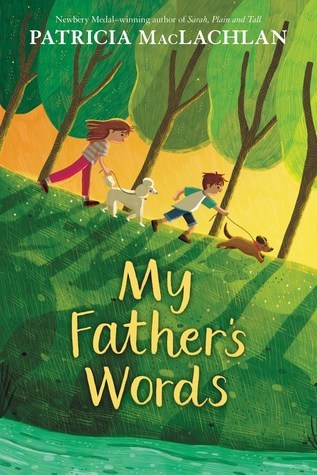 Newbery Medal–winning author of Sarah, Plain and Tall
PATRICIA MACLACHLAN
My
Father's
Words